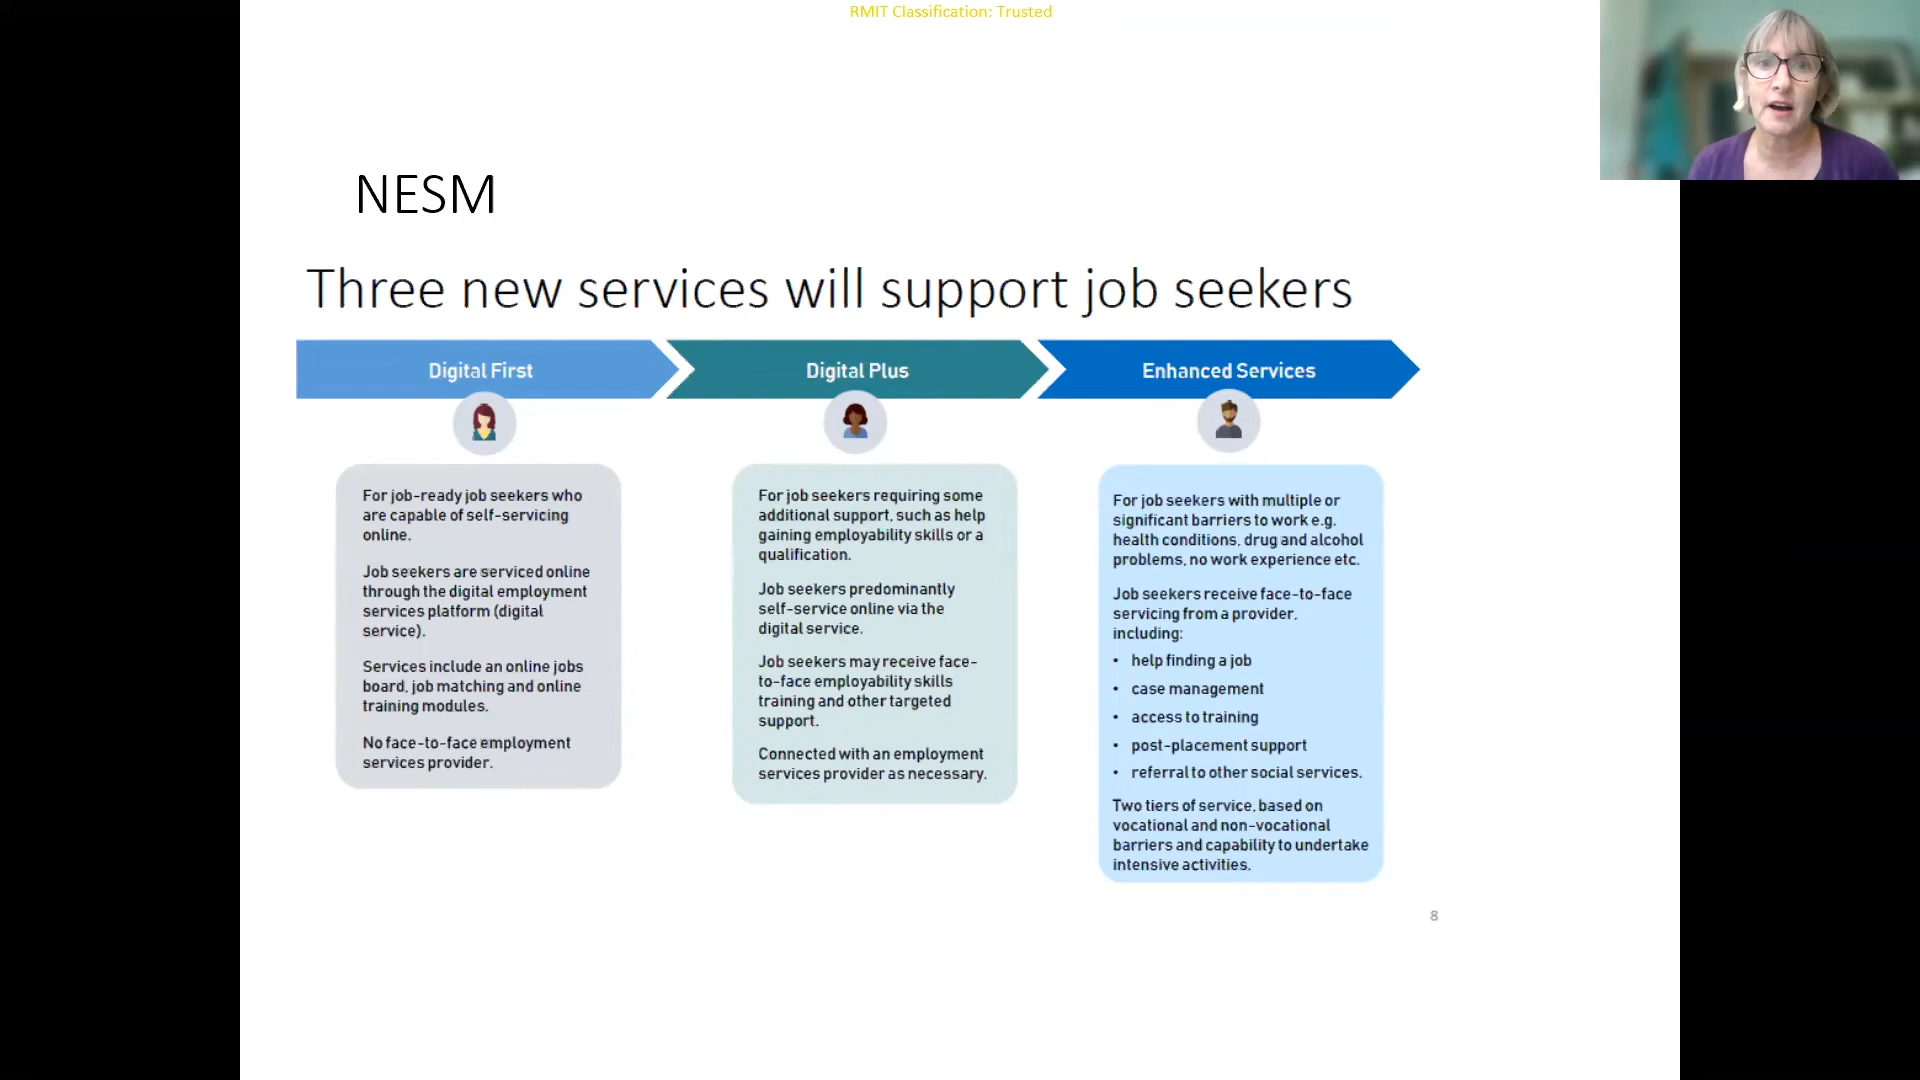 RMIT Classification: Trusted
NESM
Three new services will support job seekers
Digital First
Digital Plus
Enhanced Services
For job-ready job seekers who
are capable of self-servicing
online.
Job seekers are serviced online
through the digital employment
services platform (digital
service).
Services include an online jobs
board, job matching and online
training modules.
No face-to-face employment
services provider.
For job seekers requiring some
additional support, such as help
gaining employability skills or a
qualification.
Job seekers predominantly
self-service online via the
digital service.
Job seekers may receive face-
to-face employability skills
training and other targeted
support.
Connected with an employment
services provider as necessary.
For job seekers with multiple or
significant barriers to work e.g.
health conditions, drug and alcohol
problems, no work experience etc.
Job seekers receive face-to-face
servicing from a provider,
including:
• help finding a job
• case management
• access to training
• post-placement support
• referral to other social services.
Two tiers of service, based on
vocational and non-vocational
barriers and capability to undertake
intensive activities.
8